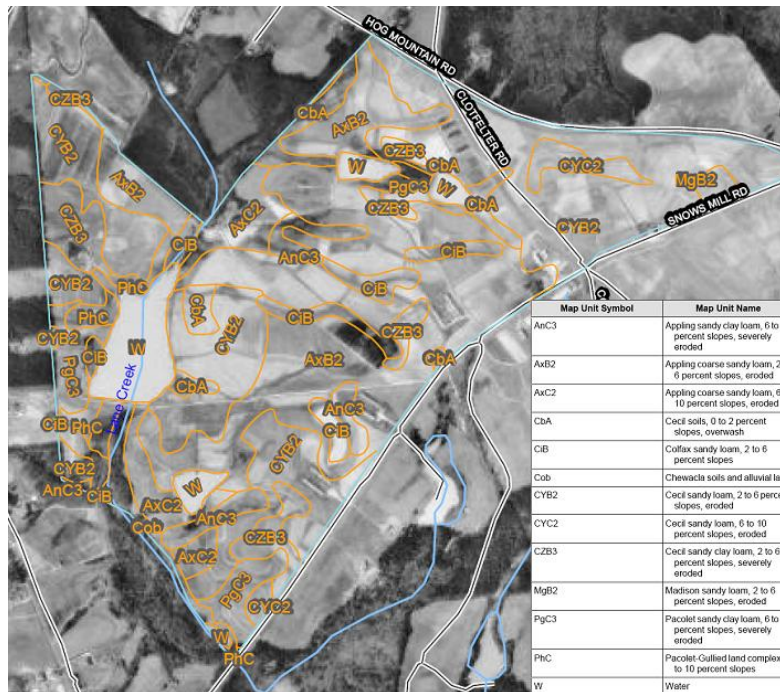 HOG MOUNTAIN RD
CLOTFELTER RD
SNOWS MILL RD
CZB3
CbA
CYB2
AxB2
CZB3
CbA
W
CYC2
AxB2
PgC3
W
MgB2
CZB3
CbA
AxC2
CYB2
CZB3
CiB
AnC3
CiB
CYB2
PhC
CiB
CbA
PhC
CiB
CZB3
CYB2
CYB2
W
CiB
AxB2
CbA
PgC3
CbA
Creek
AnC3
CiB
PhC
CiB
CYB2
CYB2
W
AnC3
CiB
AxC2
AnC3
Cob
CZB3
AxC2
PgC3
CYC2
W
PhC
Map Unit Symbol Map Unit Name
AnC3 Appling sandy clay loam, 6 to
percent slopes, severely
eroded
AxB2 Appling coarse sandy loam, 2
6 percent slopes, eroded
AxC2 Appling coarse sandy loam, 6
10 percent slopes, eroded
CbA Cecil soils, 0 to 2 percent
slopes, overwash
CiB Colfax sandy loam, 2 to 6
percent slopes
Cob Chewacla soils and alluvial la
CYB2 Cecil sandy loam, 2 to 6 perce
slopes, eroded
CYC2 Cecil sandy loam, 6 to 10
percent slopes, eroded
CZB3 Cecil sandy clay loam, 2 to 6
percent slopes, severely
eroded
MgB2 Madison sandy loam, 2 to 6
percent slopes, eroded
PgC3 Pacolet sandy clay loam, 6 to
percent slopes, severely
eroded
PhC Pacolet-Gullied land complex
to 10 percent slopes
W Water